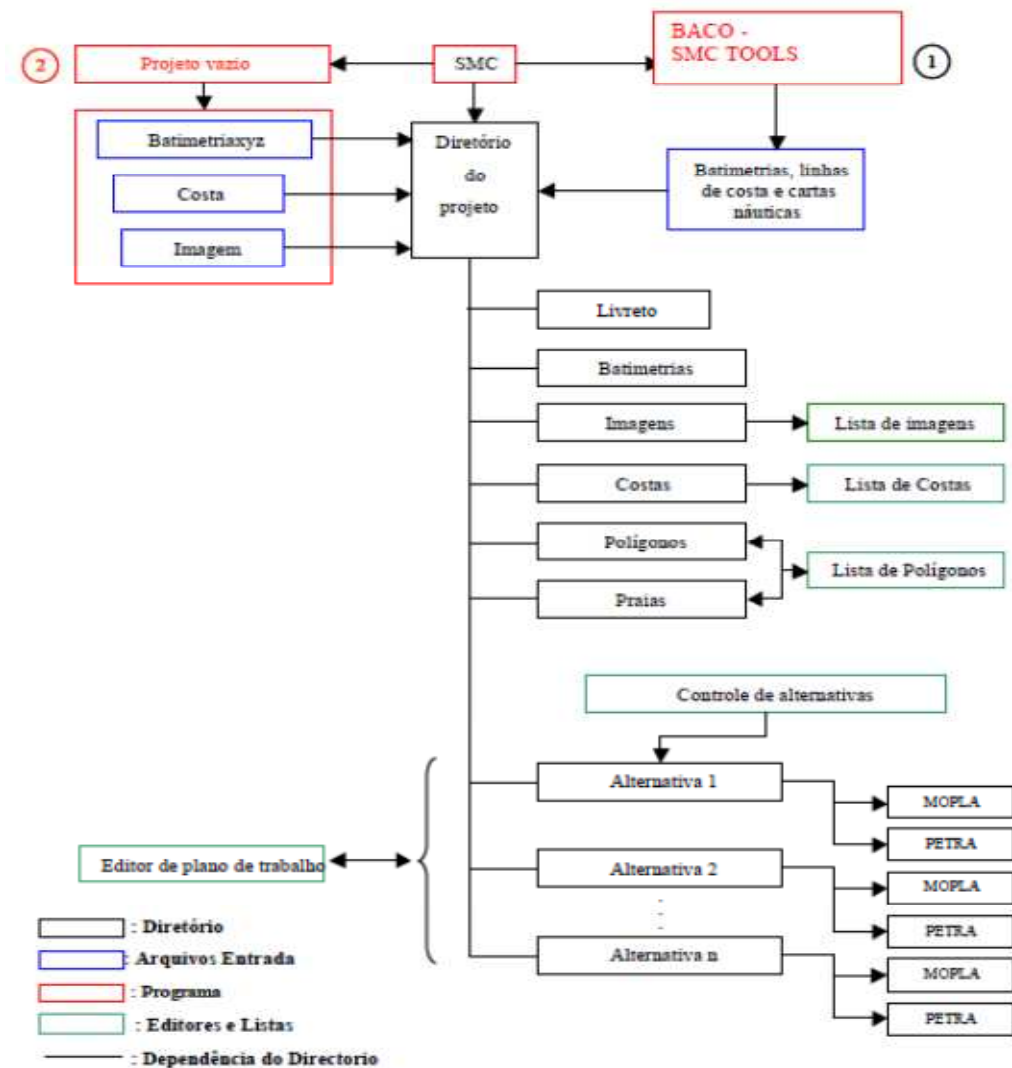 BACO -
SMC TOOLS
2
Projeto vazio
SMC
1
Batimetriaxyz
Costa
Imagem
Diretório
do
projeto
Batimetrias, linhas
de costa e cartas
náuticas
Livreto
Batimetrias
Imagens
Lista de imagens
Costas
Lista de Costas
Polígonos
Lista de Polígonos
Praias
Controle de alternativas
Alternativa 1
MOPLA
PETRA
Editor de plano de trabalho
Alternativa 2
MOPLA
PETRA
Alternativa n
MOPLA
PETRA
: Diretório
: Arquivos Entrada
: Programa
: Editores e Listas
: Dependência do Directorio